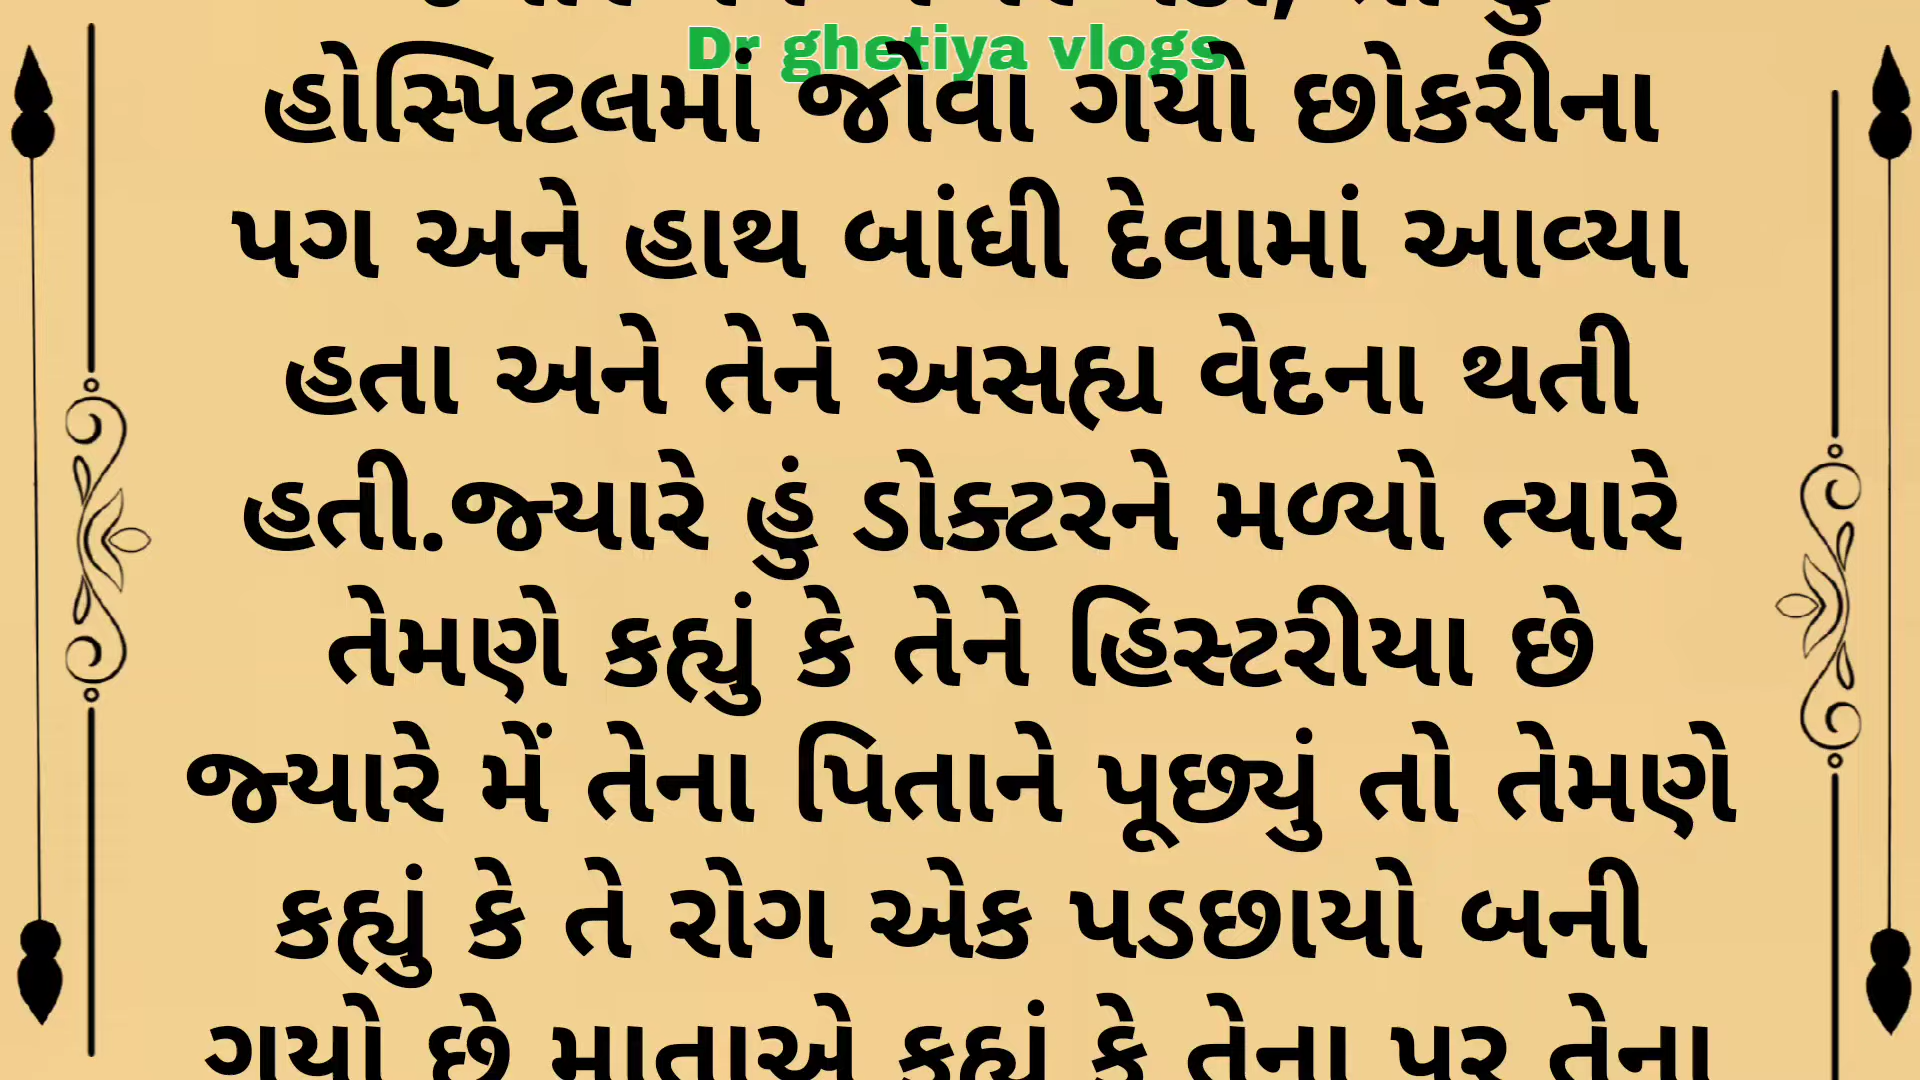 Dr ghetiya vlogs
હોસ્પિટલમાં જોવા ગયો છોકરીના
પગ અને હાથ બાંધી દેવામાં આવ્યા
હતા અને તેને અસહ્ય વેદના થતી
હતી.જ્યારે હું ડોક્ટરને મળ્યો ત્યારે
તેમણે કહ્યું કે તેને હિસ્ટરીયા છે
જ્યારે મેં તેના પિતાને પૂછ્યું તો તેમણે
કહ્યું કે તે રોગ એક પડછાયો બની
ગયો છે માતાએ કહ્યું કે તેના પર તેના